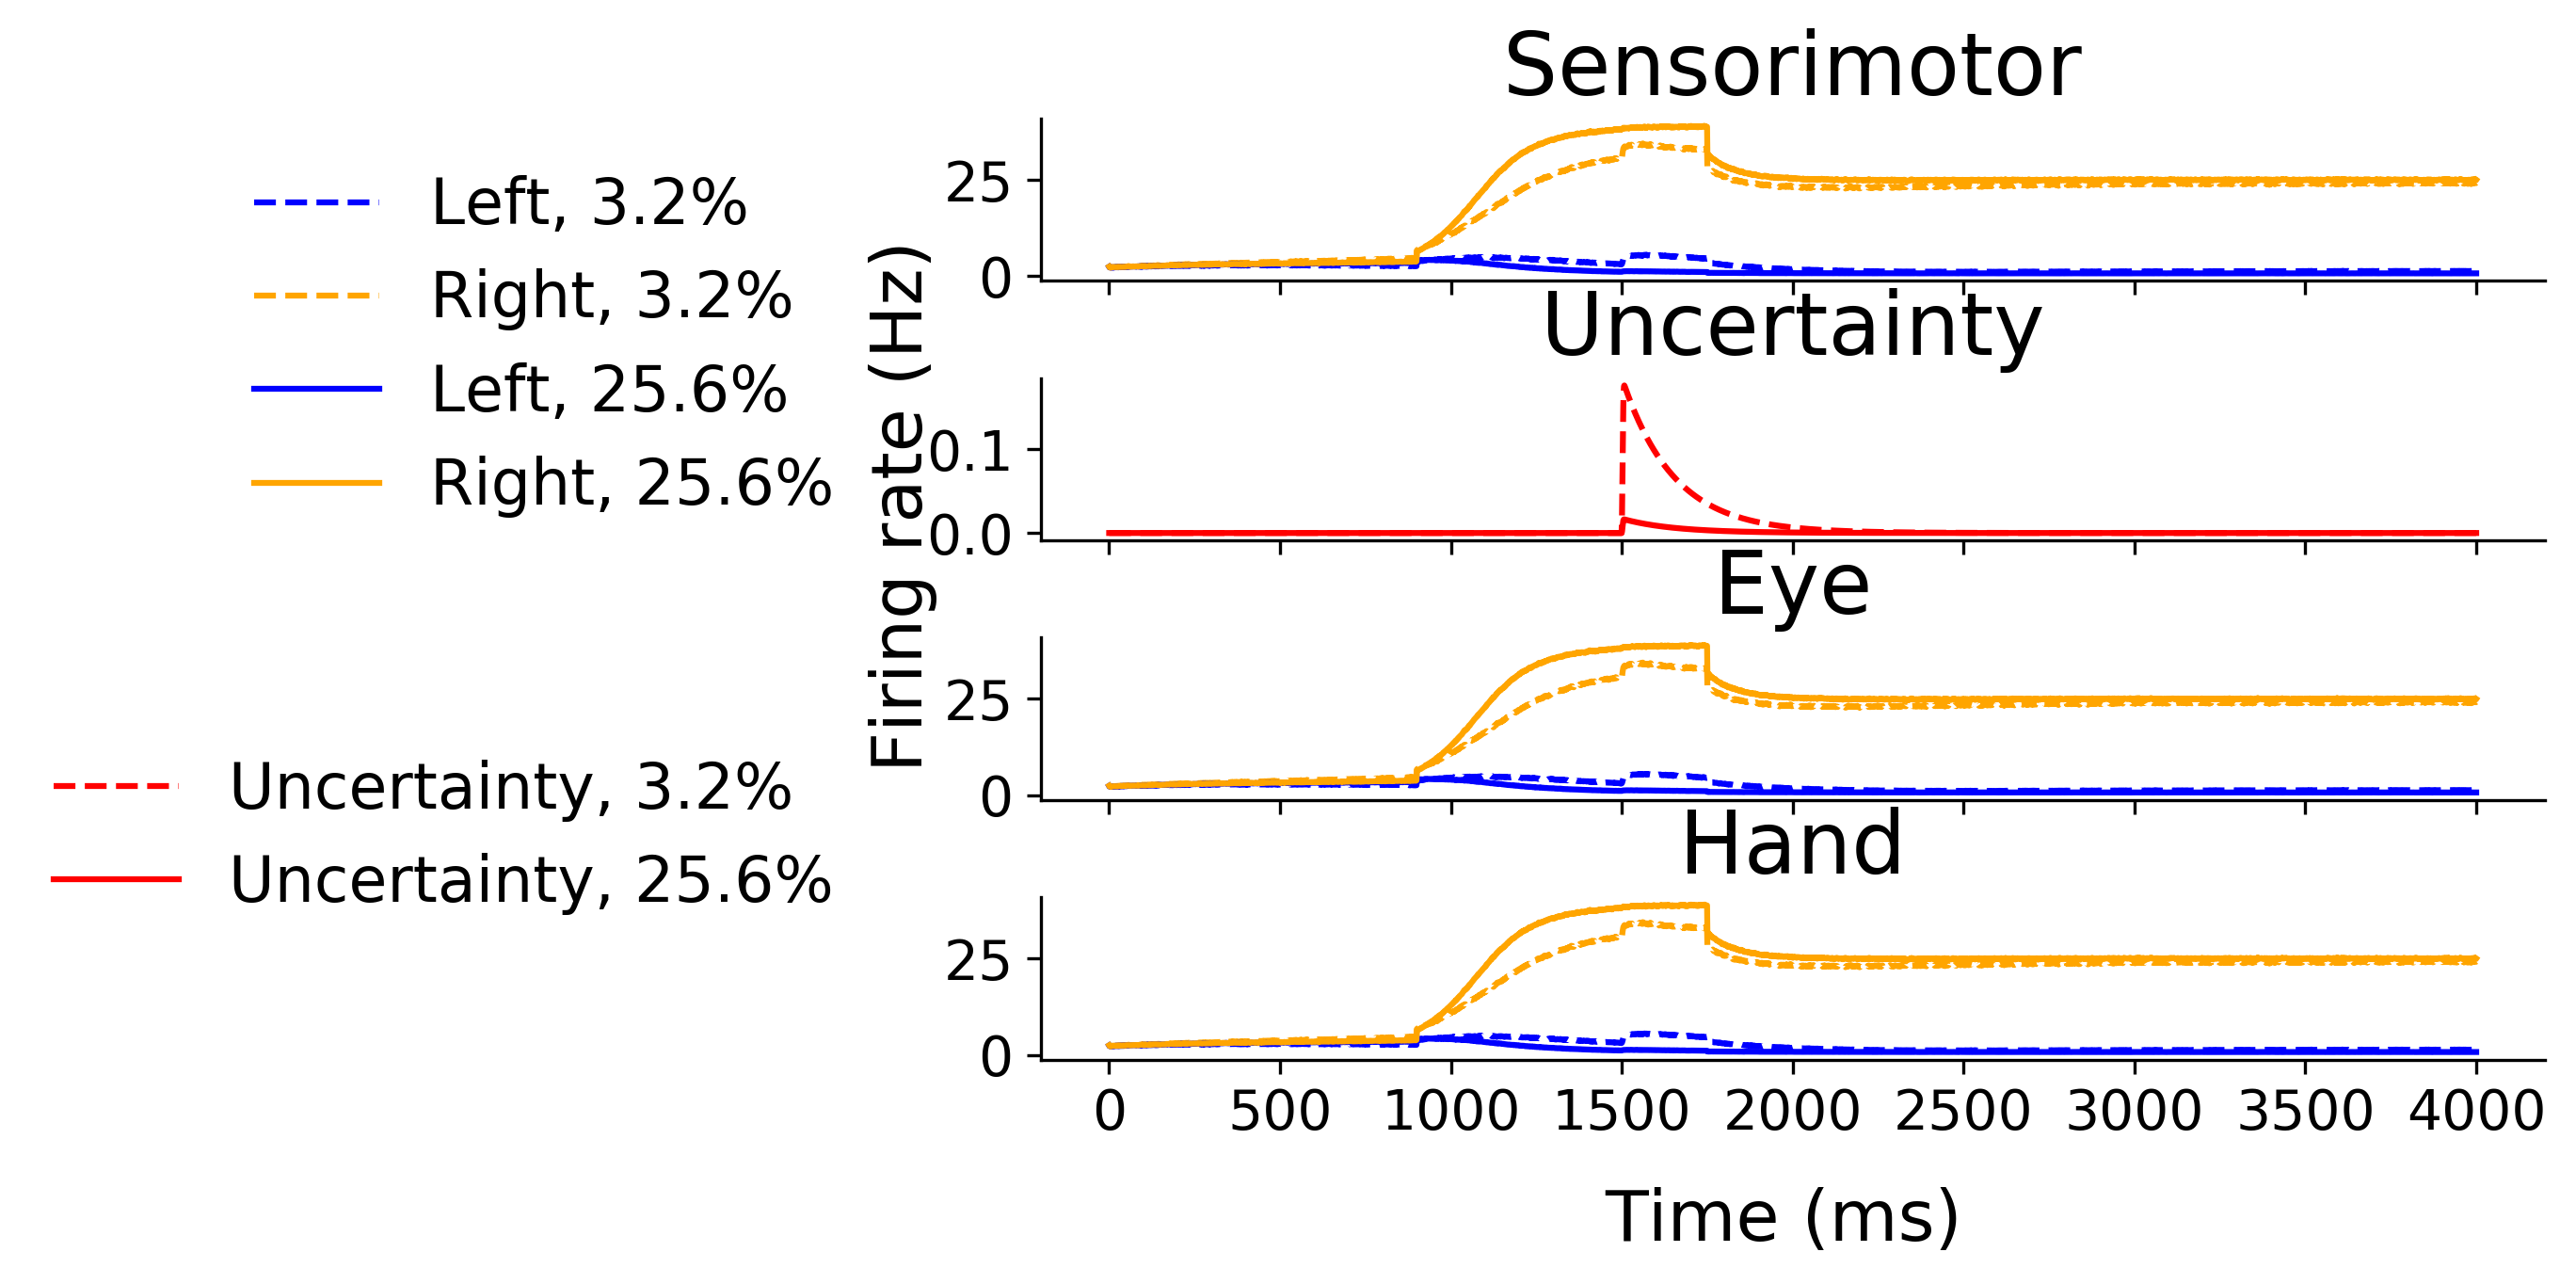 Left, 3.2%
Right, 3.2%
Left, 25.6%
Right, 25.6%
Uncertainty, 3.2%
Uncertainty, 25.6%
Firing rate (Hz)
Sensorimotor
25
0
Uncertainty
0.1
0.0
Eye
25
0
Hand
25
0
0 500 1000 1500 2000 2500 3000 3500 4000
Time (ms)